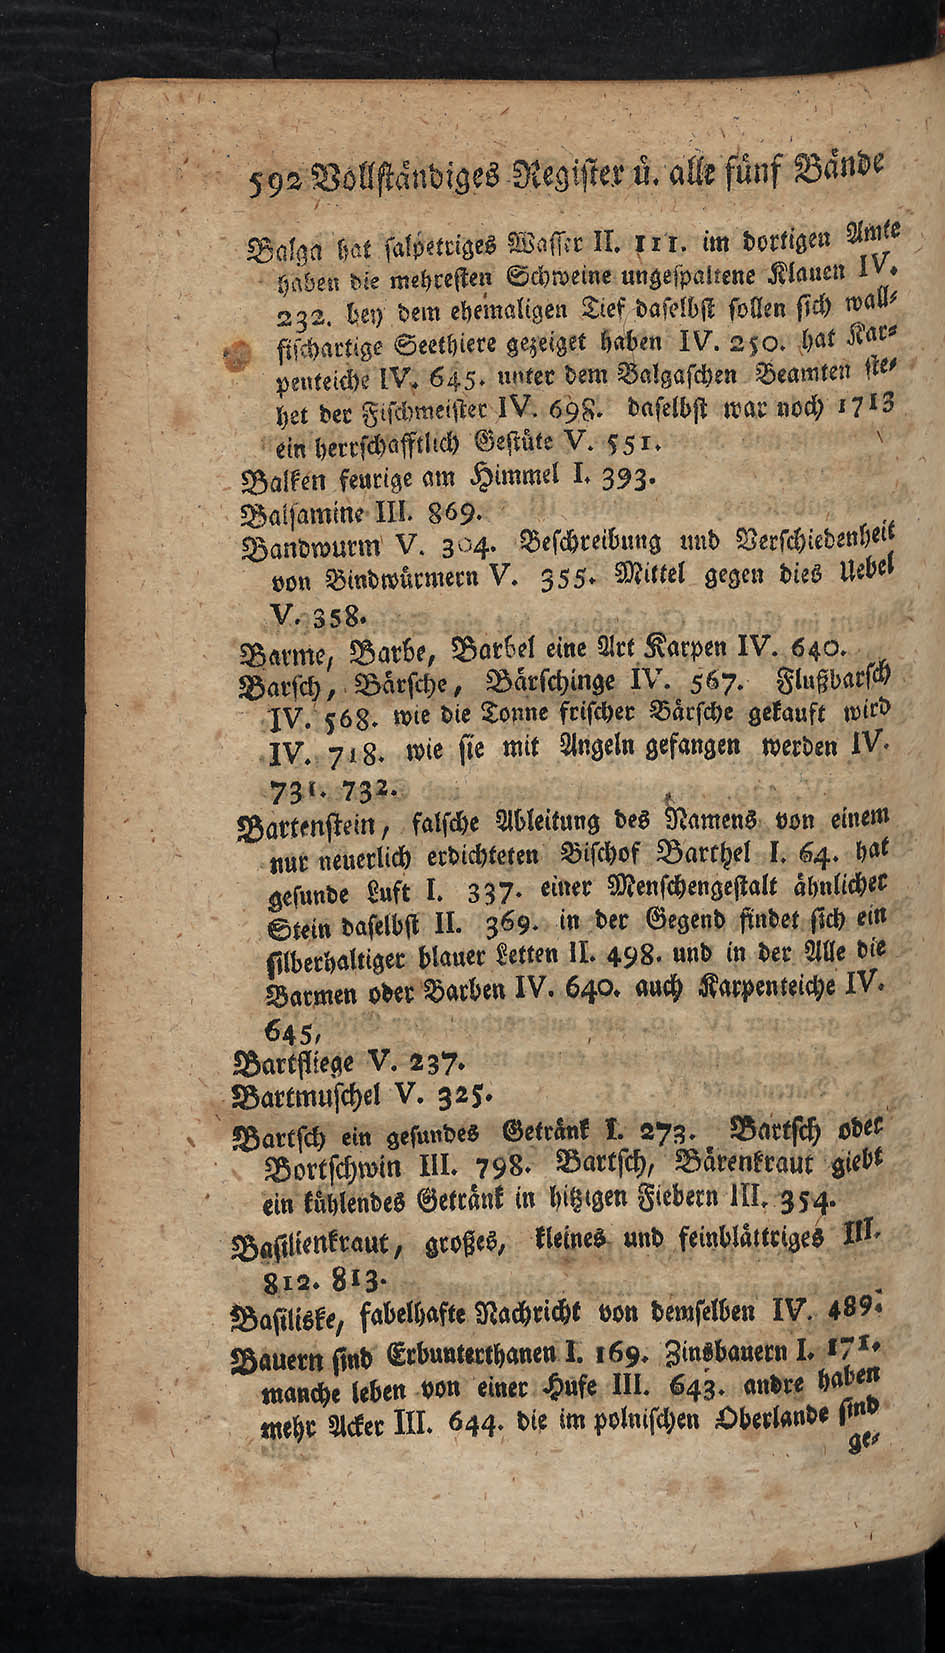 592 Vollständiges Register ü. alle fünf Bände
Balga hat salpetriges Wasser II. 111. im dortigen Amte
haben die mehresten Schweine ungespaltene Klauen IV.
232. bey dem ehemaligen Tief daselbst sollen sich wall-
fischartige Seethiere gezeiget haben IV. 250. hat Kar-
penteiche IV. 645. unter dem Balgaschen Beamten ste-
het der Fischmeister IV. 698. daselbst war noch 1713
ein herrschafftlich Gestüte V. 551.
Balken feurige am Himmel I. 393.
Balsamine III. 869.
Bandwurm V. 304. Beschreibung und Verschiedenheit
von Bindwürmern V. 355. Mittel gegen dies Uebel
V. 358.
Barme, Barbe, Barbel eine Art Karpen IV. 640.
Barsch, Bärsche, Bärschinge IV. 567. Flußbarsch
IV. 568. wie die Tonne frischer Bärsche gekauft wird
IV. 718. wie sie mit Angeln gefangen werden IV.
731. 732.
Bartenstein, falsche Ableitung des Namens von einem
nur neuerlich erdichteten Bischof Barthel I. 64. hat
gesunde Luft I. 337. einer Menschengestalt ähnlicher
Stein daselbst II. 369. in der Gegend findet sich ein
silberhaltiger blauer Letten II. 498. und in der Alle die
Barmen oder Barben IV. 640. auch Karpenteiche IV.
645,
Bartfliege V. 237.
Bartmuschel V. 325.
Bartsch ein gesundes Getränk I. 273. Bartsch oder
Bortschwin III. 798. Bartsch, Bärenkraut giebt
ein kühlendes Getränk in hitzigen Fiebern III. 354.
Basilienkraut, großes, kleines und feinblättriges III.
812. 813.
Basiliske, fabelhafte Nachricht von demselben IV. 489.
Bauern sind Erbunterthanen I. 169. Zinsbauern I. 171.
manche leben von einer Hufe III. 643. andre haben
mehr Acker III. 644. die im polnischen Oberlande sind
ge-